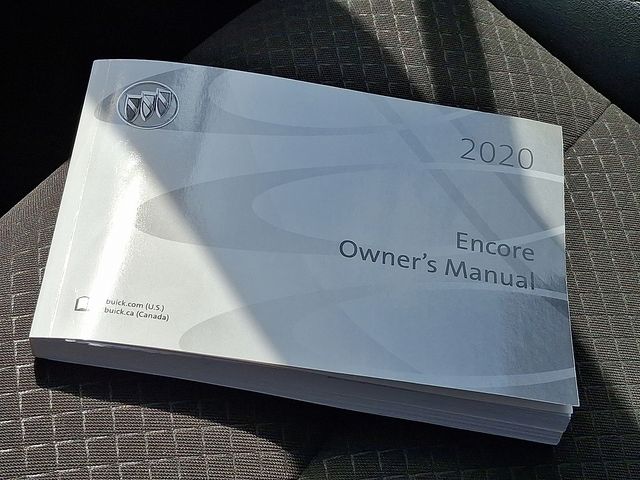 2020
Encore
Owner's Manual
buick.com (U.S.)
buick.ca (Canada)